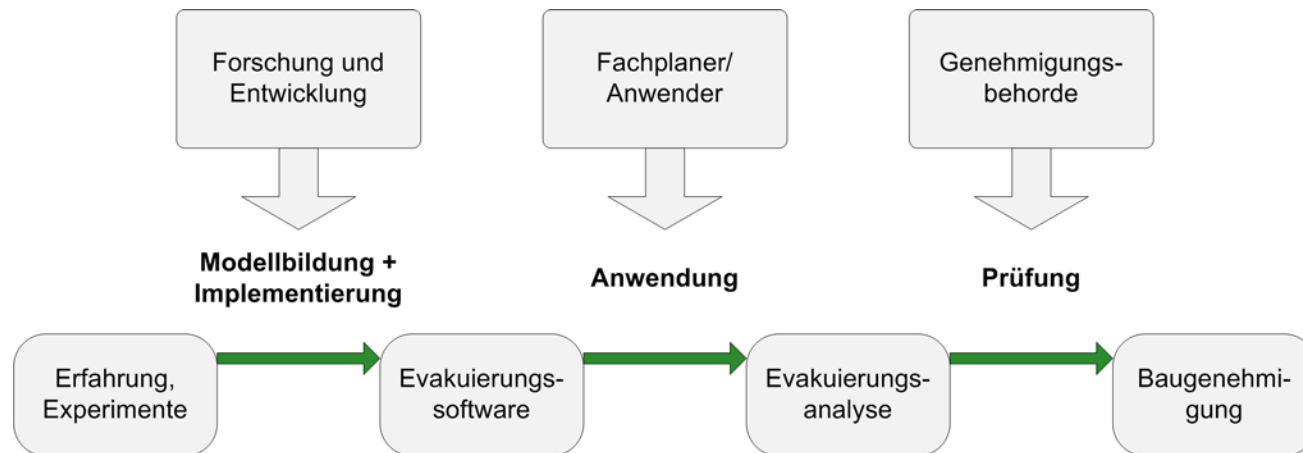 Forschung und
Entwicklung
Fachplaner/
Anwender
Genehmigungs-
behorde
Modellbildung +
Implementierung
Anwendung
Prüfung
Erfahrung,
Experimente
Evakuierungs-
software
Evakuierungs-
analyse
Baugenehmi-
gung